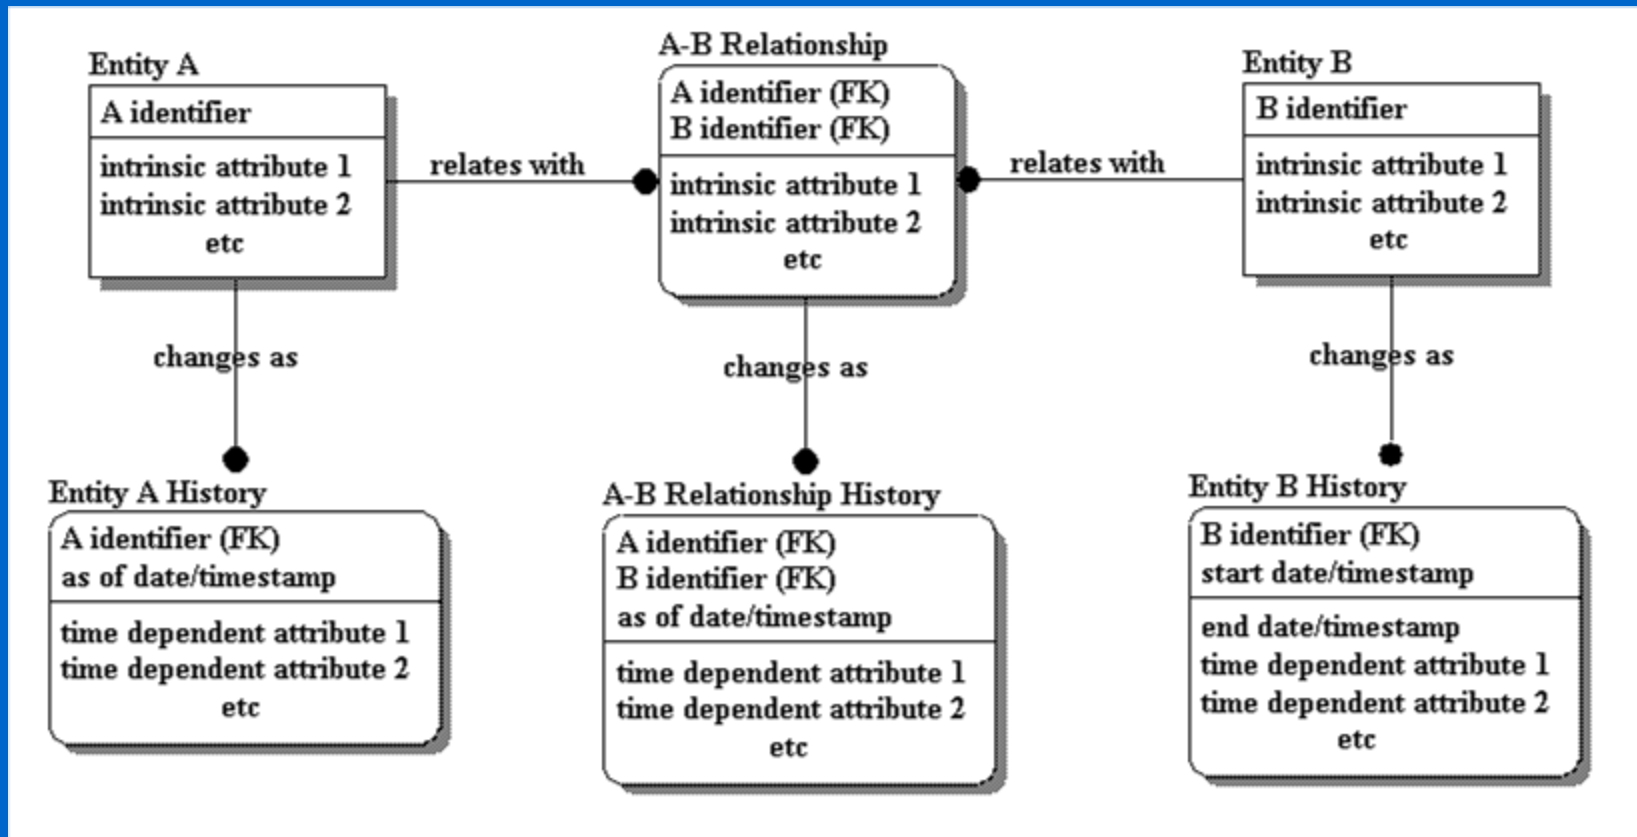 Entity A
A identifier
intrinsic attribute 1
intrinsic attribute 2
etc
relates with
A-B Relationship
A identifier (FK)
B identifier (FK)
intrinsic attribute 1
intrinsic attribute 2
etc
relates with
Entity B
B identifier
intrinsic attribute 1
intrinsic attribute 2
etc
changes as
changes as
changes as
Entity A History
A identifier (FK)
as of date/timestamp
time dependent attribute 1
time dependent attribute 2
etc
A-B Relationship History
A identifier (FK)
B identifier (FK)
as of date/timestamp
time dependent attribute 1
time dependent attribute 2
etc
Entity B History
B identifier (FK)
start date/timestamp
end date/timestamp
time dependent attribute 1
time dependent attribute 2
etc